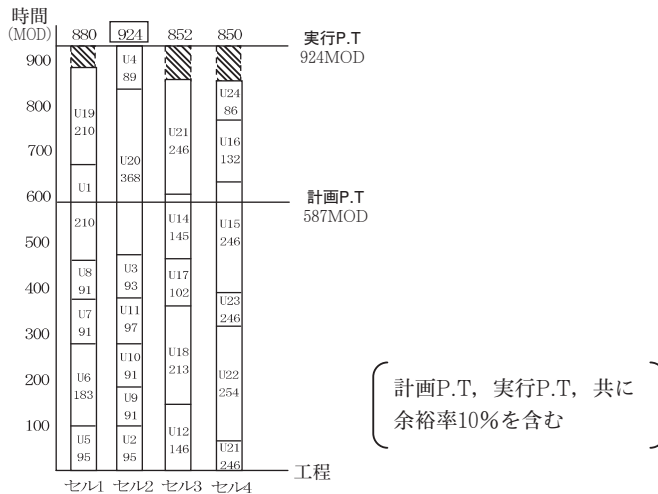 時間
(MOD)
880 924 852 850
実行P.T
924MOD
900
800
700
600
500
400
300
200
100
00
計画P.T
587MOD
U19
210
U1
210
U8
91
U7
91
U6
183
U5
95
U4
89
U20
368
U3
93
U11
97
U10
91
U9
91
U2
95
U21
246
U14
145
U17
102
U18
213
U12
146
U24
86
U16
132
U15
246
U23
246
U22
254
U21
246
セル1 セル2 セル3 セル4
工程
計画P.T, 実行P.T, 共に
余裕率10%を含む